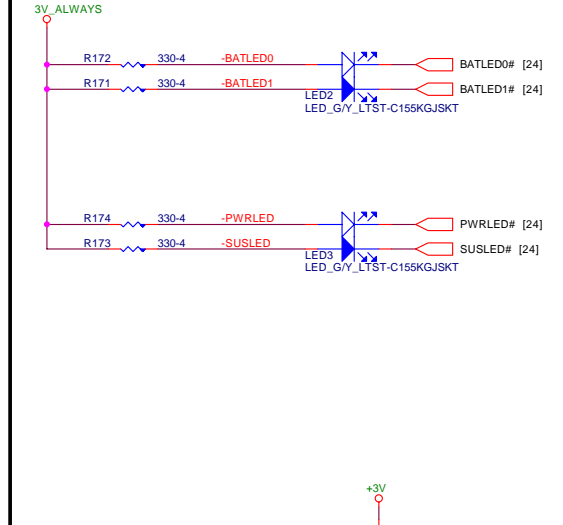 3V_ALWAYS
R172 330-4 -BATLED0 BATLED0# [24]
R171 330-4 -BATLED1 BATLED1# [24]
LED2
LED_G/Y_LTST-C155KGJSKT
R174 330-4 -PWRLED PWRLED# [24]
R173 330-4 -SUSLED SUSLED# [24]
LED3
LED_G/Y_LTST-C155KGJSKT
+3V